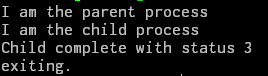 I am the parent process
I am the child process
Child complete with status 3
exiting.